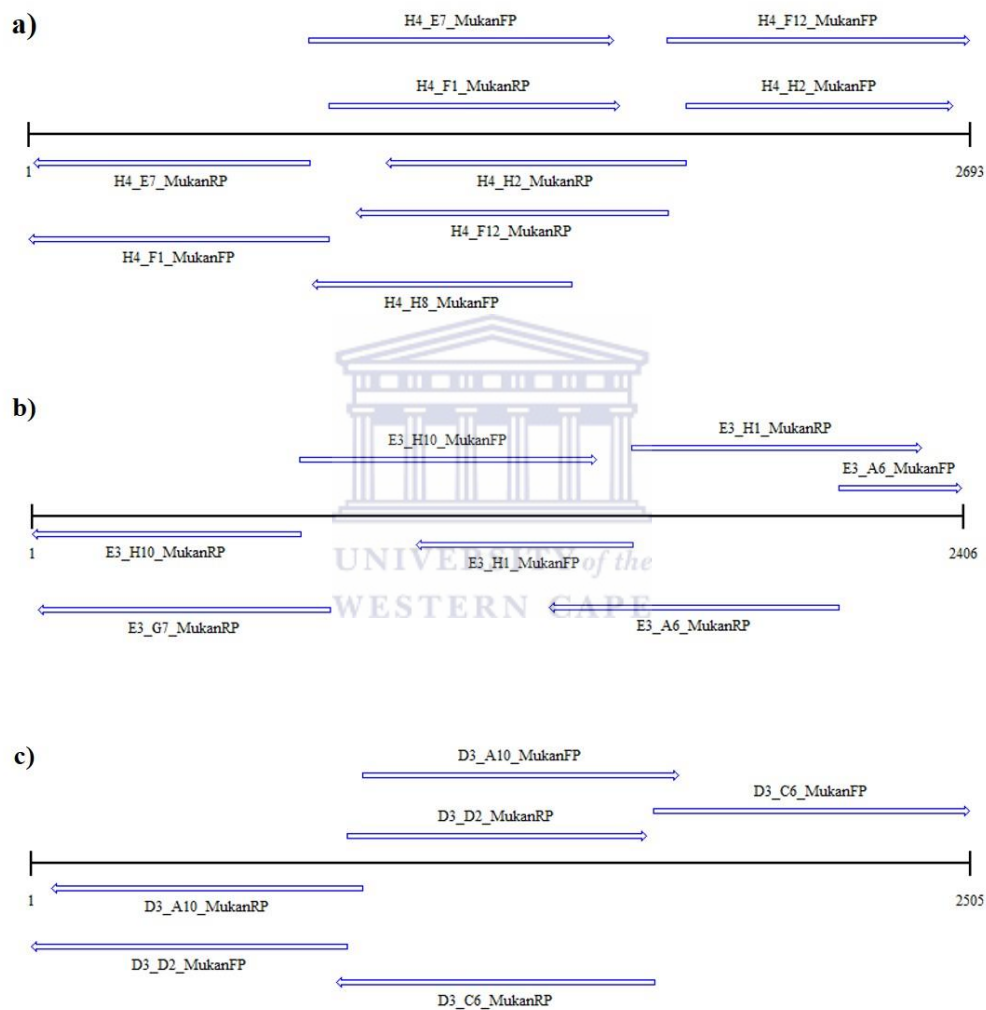 a)
H4_E7_MukanFP
H4_F12_MukanFP
H4_F1_MukanRP
H4_H2_MukanFP
1
2693
H4_E7_MukanRP
H4_H2_MukanRP
H4_F12_MukanRP
H4_F1_MukanFP
H4_H8_MukanFP
b)
E3_H1_MukanRP
E3_H10_MukanFP
E3_A6_MukanFP
1
2406
E3_H10_MukanRP
E3_H1_MukanFP
UNIVERSITY of the
WESTERN CAPE
E3_G7_MukanRP
E3_A6_MukanRP
c)
D3_A10_MukanFP
D3_C6_MukanFP
D3_D2_MukanRP
1
2505
D3_A10_MukanRP
D3_D2_MukanFP
D3_C6_MukanRP